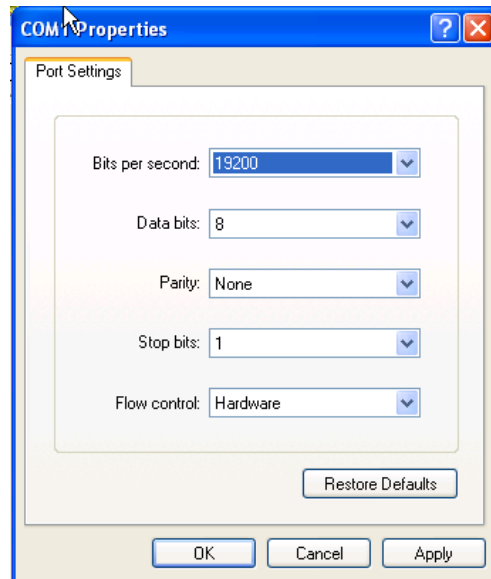 COM1 Properties
Port Settings
Bits per second: 19200
Data bits: 8
Parity: None
Stop bits: 1
Flow control: Hardware
Restore Defaults
OK Cancel Apply